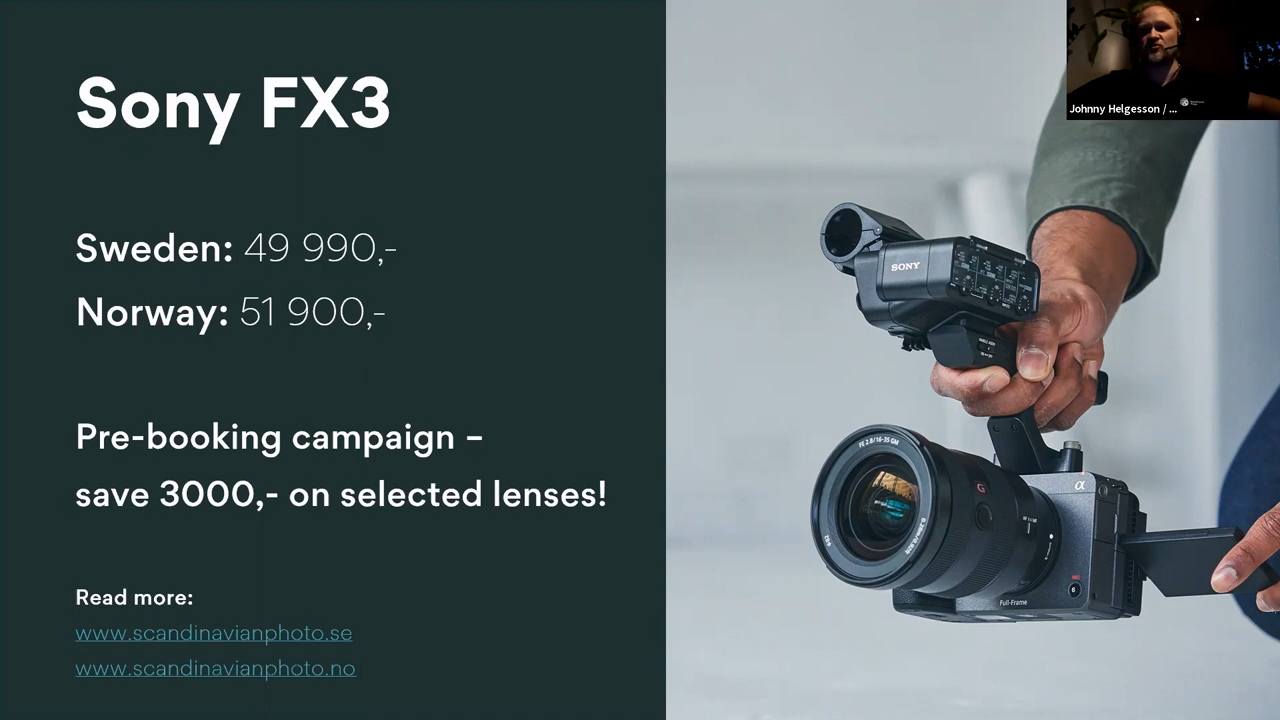 Sony FX3
Sweden: 49 990,-
Norway: 51 900,-
Pre-booking campaign –
save 3000,- on selected lenses!
Read more:
www.scandinavianphoto.se
www.scandinavianphoto.no
Johnny Helgesson / ...
SONY
FE 2.8/16-35 GM
G
α
Full-Frame
6